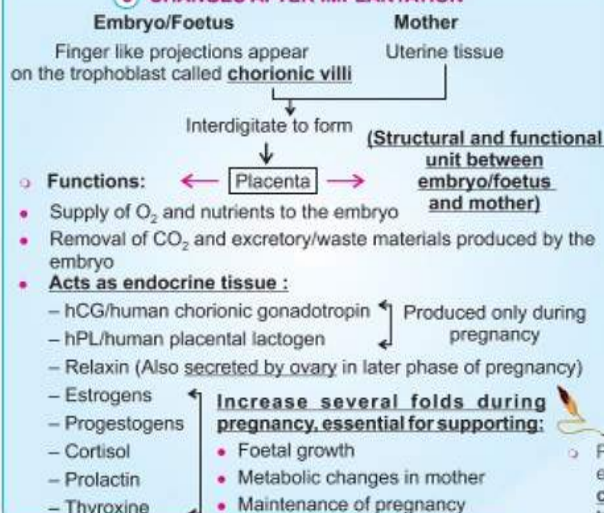 CHANGES AFTER IMPLANTATION
Embryo/Foetus
Mother
Finger like projections appear
on the trophoblast called chorionic villi
Uterine tissue
Interdigitate to form
(Structural and functional
unit between
embryo/foetus
and mother)
Functions:
Placenta
Supply of O₂ and nutrients to the embryo
Removal of CO₂ and excretory/waste materials produced by the
embryo
Acts as endocrine tissue :
– hCG/human chorionic gonadotropin
– hPL/human placental lactogen
Produced only during
pregnancy
– Relaxin (Also secreted by ovary in later phase of pregnancy)
– Estrogens
– Progestogens
– Cortisol
– Prolactin
– Thyroxine
Increase several folds during
pregnancy, essential for supporting:
Foetal growth
Metabolic changes in mother
Maintenance of pregnancy